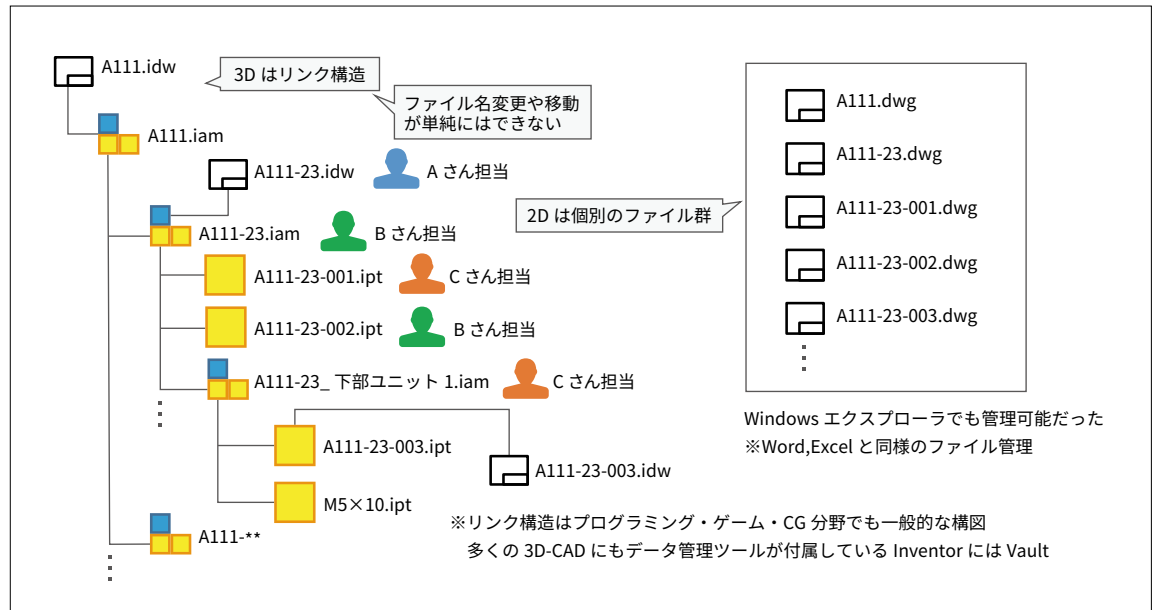 A111.idw
3D はリンク構造
ファイル名変更や移動
が単純にはできない
A111.iam
A111-23.idw
A さん担当
A111-23.iam
B さん担当
A111-23-001.ipt
C さん担当
A111-23-002.ipt
B さん担当
A111-23_ 下部ユニット 1.iam
C さん担当
A111-23-003.ipt
A111-23-003.idw
M5×10.ipt
A111-**
2D は個別のファイル群
A111.dwg
A111-23.dwg
A111-23-001.dwg
A111-23-002.dwg
A111-23-003.dwg
Windows エクスプローラでも管理可能だった
※Word,Excel と同様のファイル管理
※リンク構造はプログラミング・ゲーム・CG 分野でも一般的な構図
多くの 3D-CAD にもデータ管理ツールが付属している Inventor には Vault